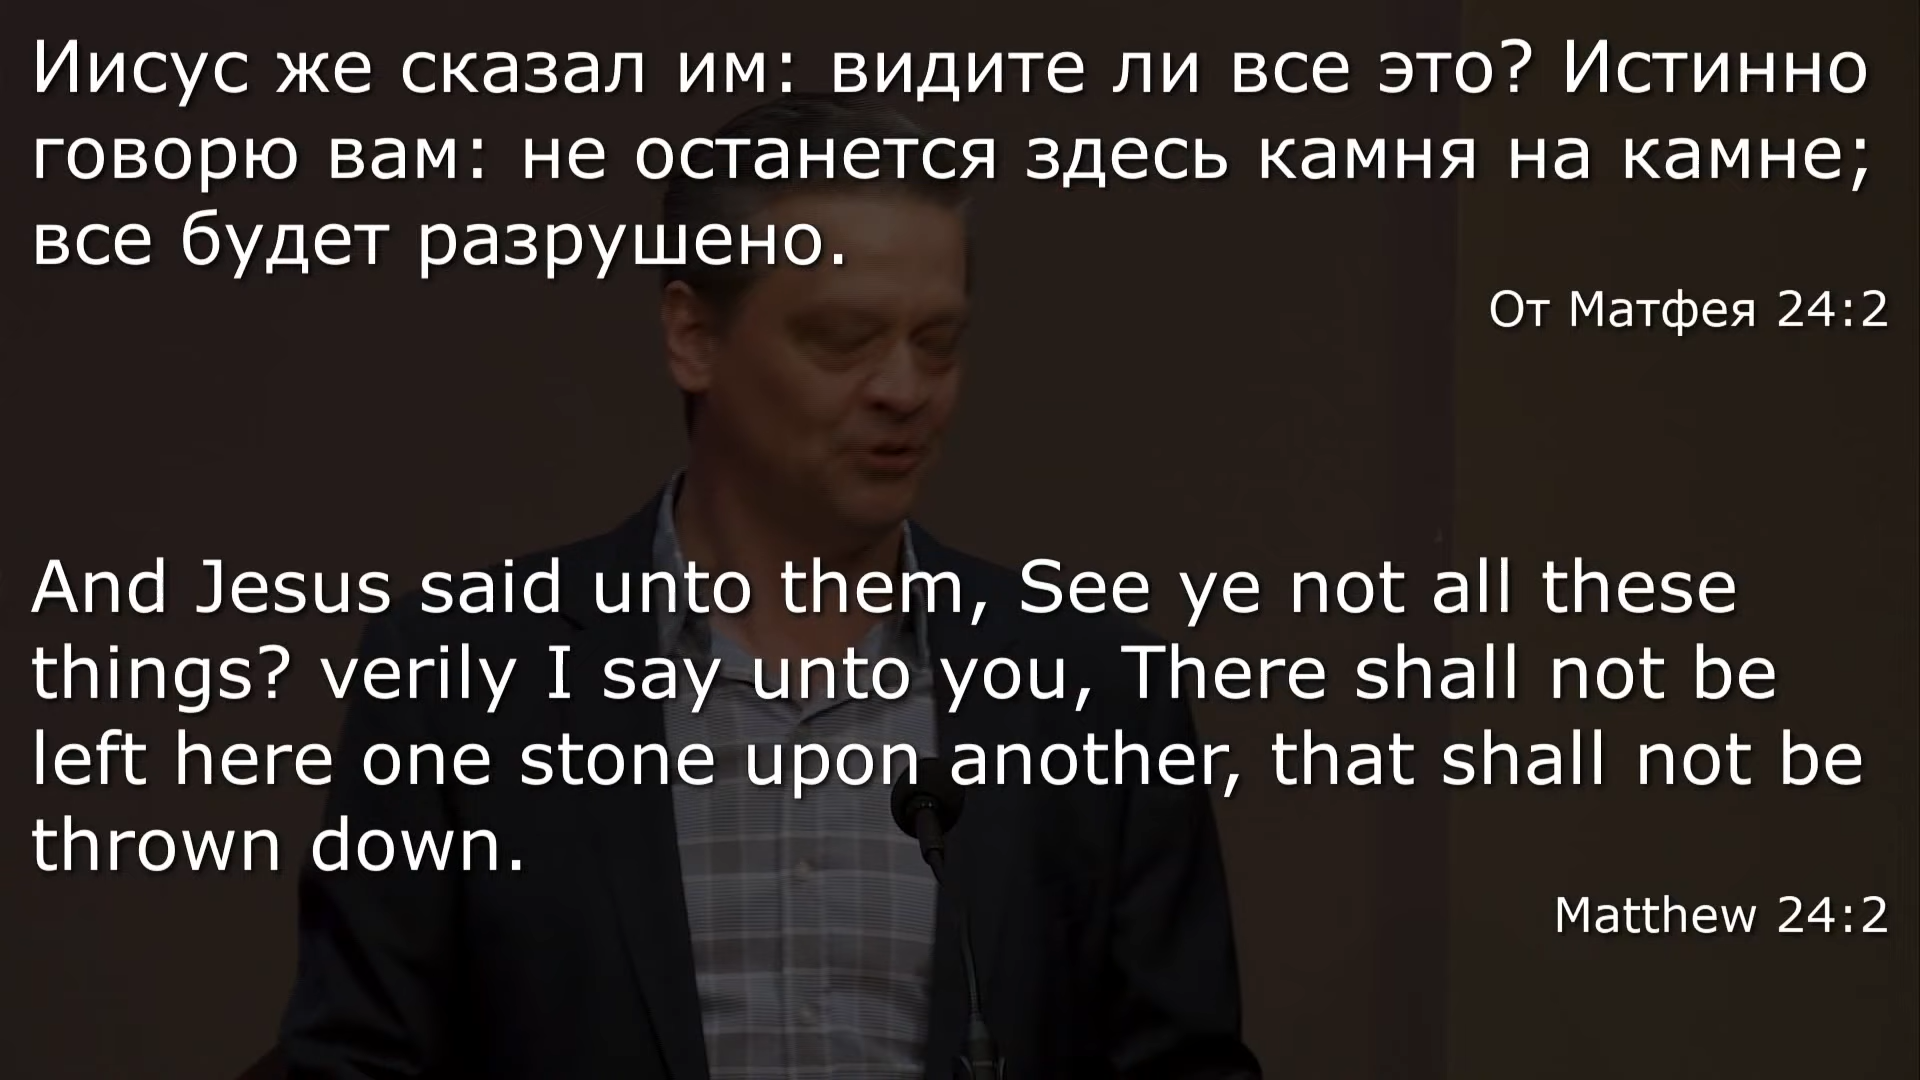 Иисус же сказал им: видите ли все это? Истинно
говорю вам: не останется здесь камня на камне;
все будет разрушено.
От Матфея 24:2
And Jesus said unto them, See ye not all these
things? verily I say unto you, There shall not be
left here one stone upon another, that shall not be
thrown down.
Matthew 24:2